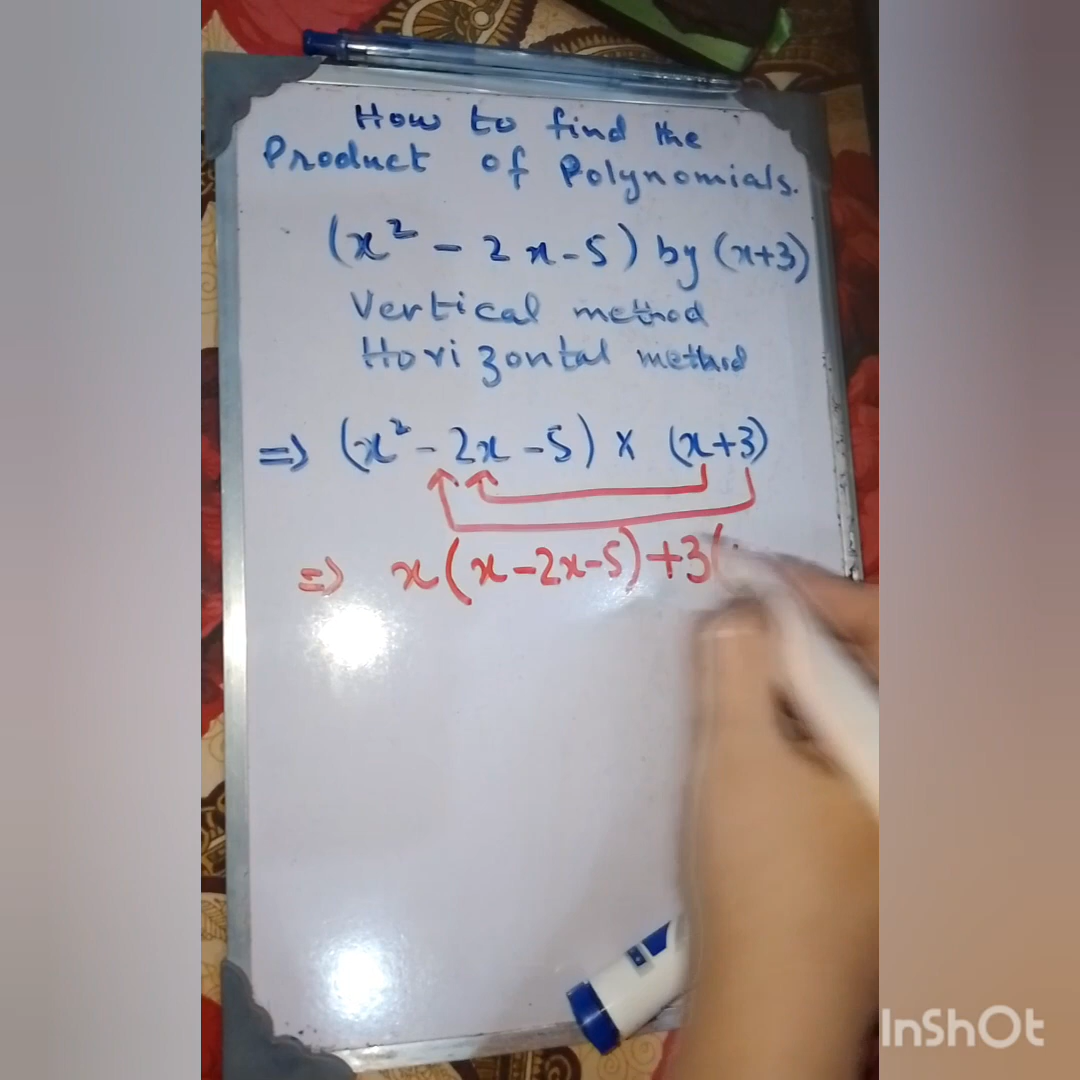 How to find the
Product of Polynomials.
(x² - 2x-5) by (x+3)
Vertical method
Horizontal method
=> (x² -2x -5) x (x+3)
=> x(x-2x-5)+3(
InShOt